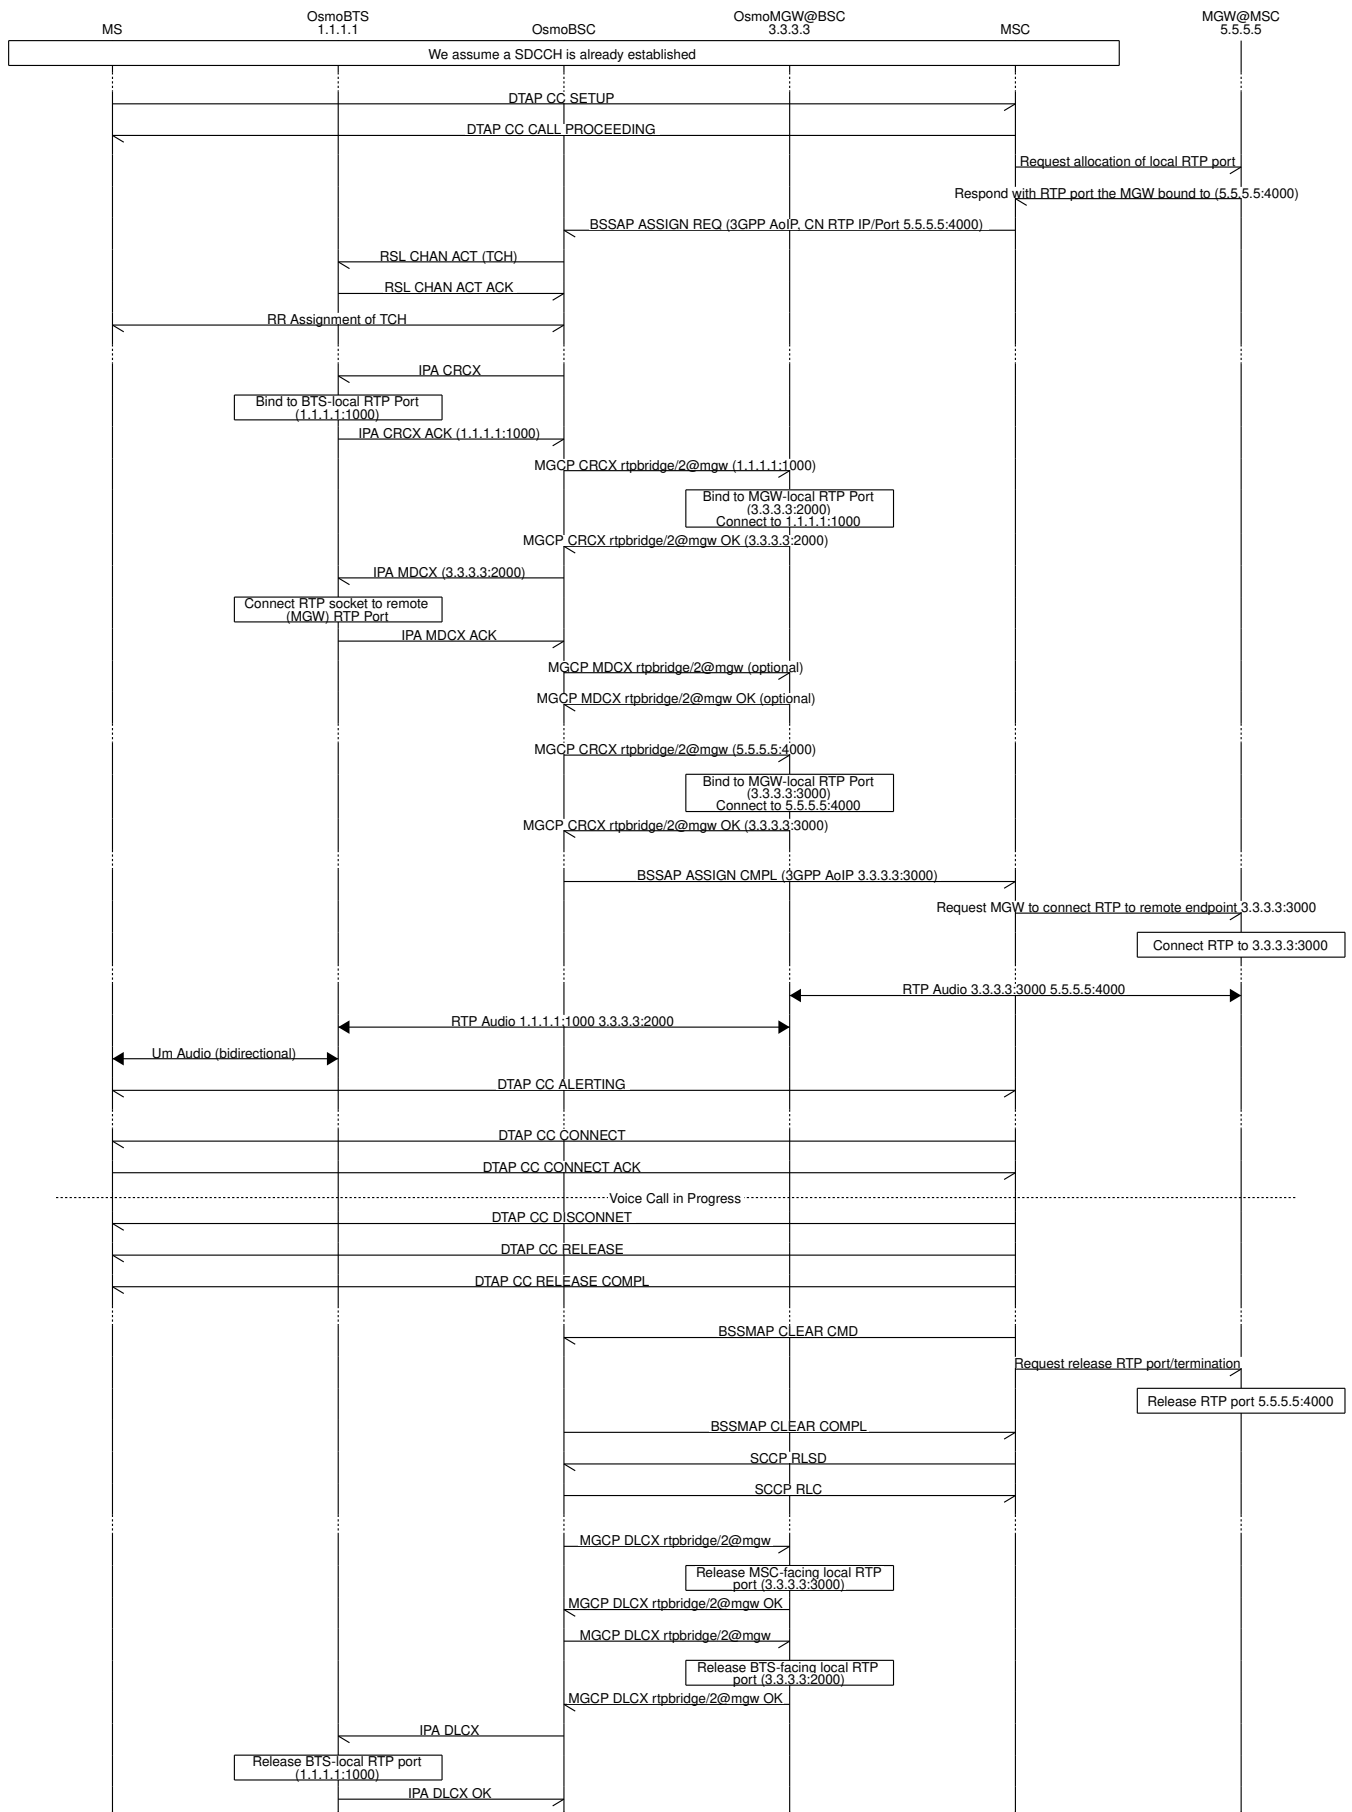 MS
OsmoBTS
1.1.1.1
OsmoBSC
OsmoMGW@BSC
3.3.3.3
MSC
MGW@MSC
5.5.5.5
We assume a SDCCH is already established
DTAP CC SETUP
DTAP CC CALL PROCEEDING
Request allocation of local RTP port
Respond with RTP port the MGW bound to (5.5.5.5:4000)
BSSAP ASSIGN REQ (3GPP AoIP, CN RTP IP/Port 5.5.5.5:4000)
RSL CHAN ACT (TCH)
RSL CHAN ACT ACK
RR Assignment of TCH
IPA CRCX
Bind to BTS-local RTP Port
(1.1.1.1:1000)
IPA CRCX ACK (1.1.1.1:1000)
MGCP CRCX rtpbridge/2@mgw (1.1.1.1:1000)
Bind to MGW-local RTP Port
(3.3.3.3:2000)
Connect to 1.1.1.1:1000
MGCP CRCX rtpbridge/2@mgw OK (3.3.3.3:2000)
IPA MDCX (3.3.3.3:2000)
Connect RTP socket to remote
(MGW) RTP Port
IPA MDCX ACK
MGCP MDCX rtpbridge/2@mgw (optional)
MGCP MDCX rtpbridge/2@mgw OK (optional)
MGCP CRCX rtpbridge/2@mgw (5.5.5.5:4000)
Bind to MGW-local RTP Port
(3.3.3.3:3000)
Connect to 5.5.5.5:4000
MGCP CRCX rtpbridge/2@mgw OK (3.3.3.3:3000)
BSSAP ASSIGN CMPL (3GPP AoIP 3.3.3.3:3000)
Request MGW to connect RTP to remote endpoint 3.3.3.3:3000
Connect RTP to 3.3.3.3:3000
RTP Audio 3.3.3.3:3000 5.5.5.5:4000
RTP Audio 1.1.1.1:1000 3.3.3.3:2000
Um Audio (bidirectional)
DTAP CC ALERTING
DTAP CC CONNECT
DTAP CC CONNECT ACK
Voice Call in Progress
DTAP CC DISCONNET
DTAP CC RELEASE
DTAP CC RELEASE COMPL
BSSMAP CLEAR CMD
Request release RTP port/termination
Release RTP port 5.5.5.5:4000
BSSMAP CLEAR COMPL
SCCP RLSD
SCCP RLC
MGCP DLCX rtpbridge/2@mgw
Release MSC-facing local RTP
port (3.3.3.3:3000)
MGCP DLCX rtpbridge/2@mgw OK
MGCP DLCX rtpbridge/2@mgw
Release BTS-facing local RTP
port (3.3.3.3:2000)
MGCP DLCX rtpbridge/2@mgw OK
IPA DLCX
Release BTS-local RTP port
(1.1.1.1:1000)
IPA DLCX OK